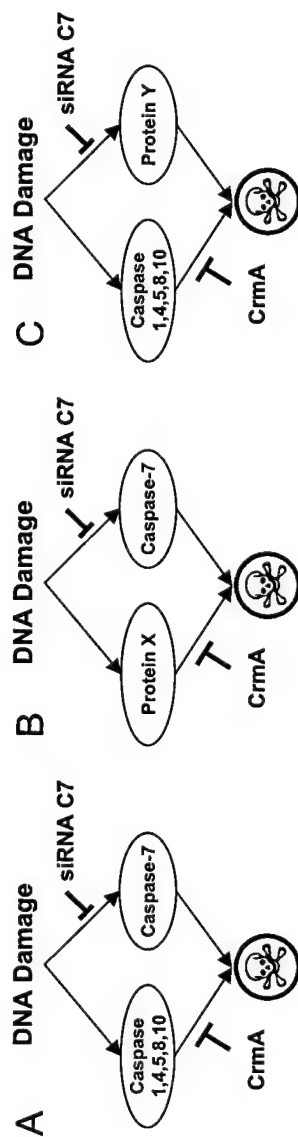 A
DNA Damage
siRNA C7
Caspase
1,4,5,8,10
Caspase-7
CrmA
B
DNA Damage
siRNA C7
Protein X
Caspase-7
CrmA
C
DNA Damage
siRNA C7
Caspase
1,4,5,8,10
Protein Y
CrmA